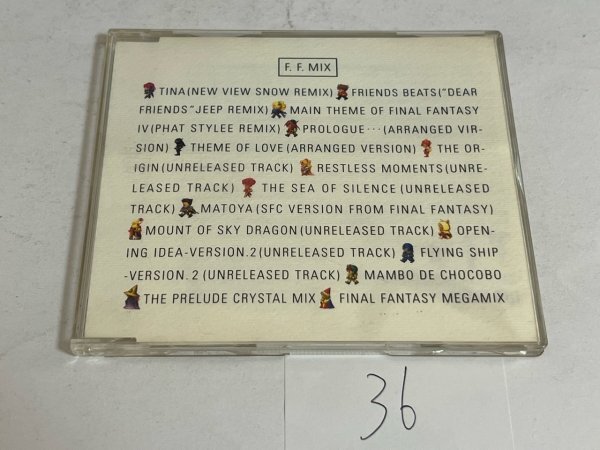 F. F. MIX
TINA(NEW VIEW SNOW REMIX) FRIENDS BEATS("DEAR
FRIENDS"JEEP REMIX) MAIN THEME OF FINAL FANTASY
IV(PHAT STYLEE REMIX) PROLOGUE···(ARRANGED VIR-
SION) THEME OF LOVE(ARRANGED VERSION) THE OR-
IGIN(UNRELEASED TRACK) RESTLESS MOMENTS(UNRE-
LEASED TRACK) THE SEA OF SILENCE(UNRELEASED
TRACK) MATOYA(SFC VERSION FROM FINAL FANTASY)
MOUNT OF SKY DRAGON(UNRELEASED TRACK) OPEN-
ING IDEA-VERSION.2(UNRELEASED TRACK) FLYING SHIP
-VERSION.2 (UNRELEASED TRACK) MAMBO DE CHOCOBO
THE PRELUDE CRYSTAL MIX FINAL FANTASY MEGAMIX
36